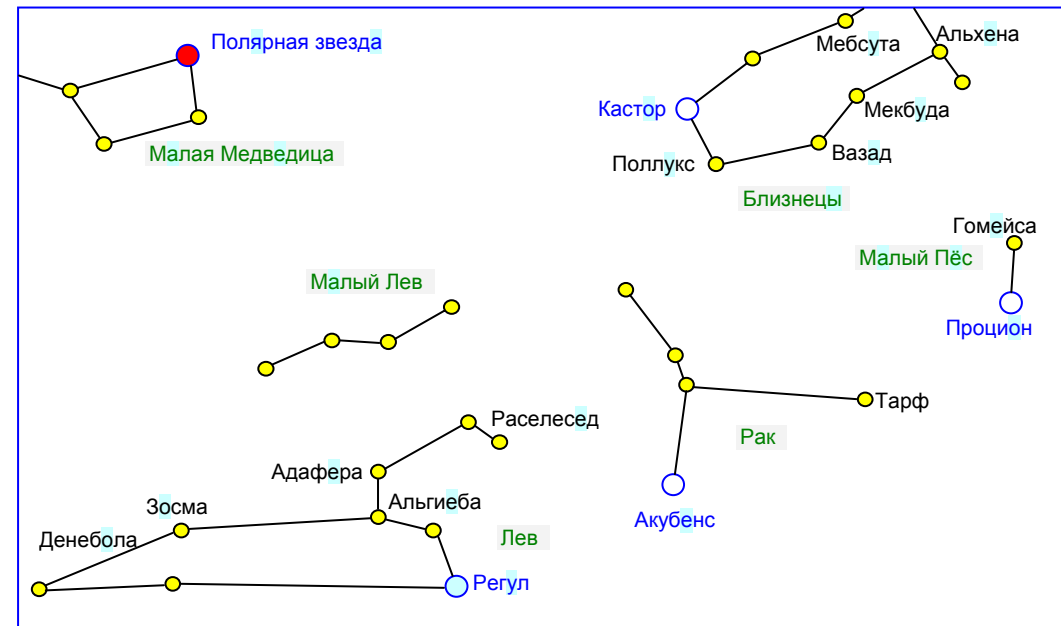 Полярная звезда
Мебсута
Альхена
Кастор
Мекбуда
Малая Медведица
Поллукс
Вазад
Близнецы
Гомейса
Малый Пёс
Малый Лев
Процион
Тарф
Раселесед
Рак
Адафера
Альгиеба
Зосма
Акубенс
Денебола
Лев
Регул